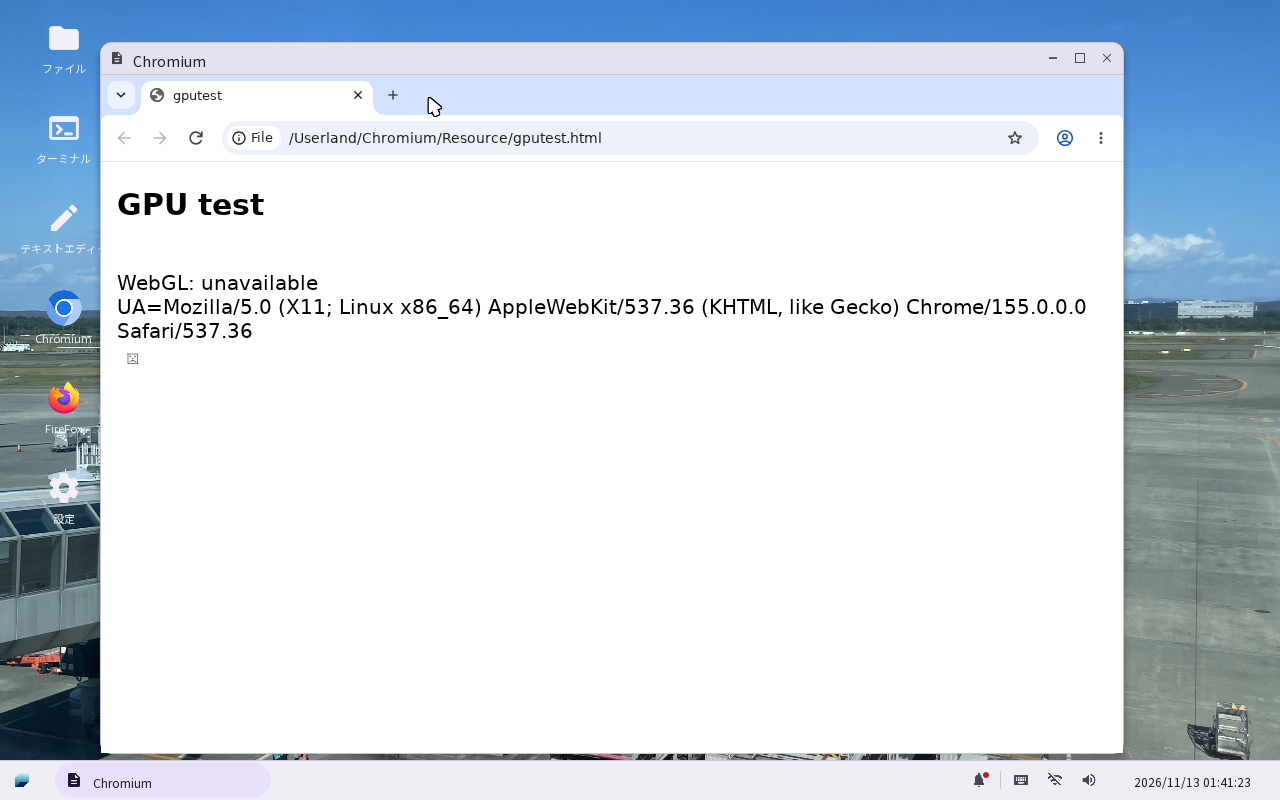 ファイル
ターミナル
テキストエディ
Chromium
FireFox
設定
Chromium
gputest
File
/Userland/Chromium/Resource/gputest.html
GPU test
WebGL: unavailable
UA=Mozilla/5.0 (X11; Linux x86_64) AppleWebKit/537.36 (KHTML, like Gecko) Chrome/155.0.0.0
Safari/537.36
Chromium
2026/11/13 01:41:23